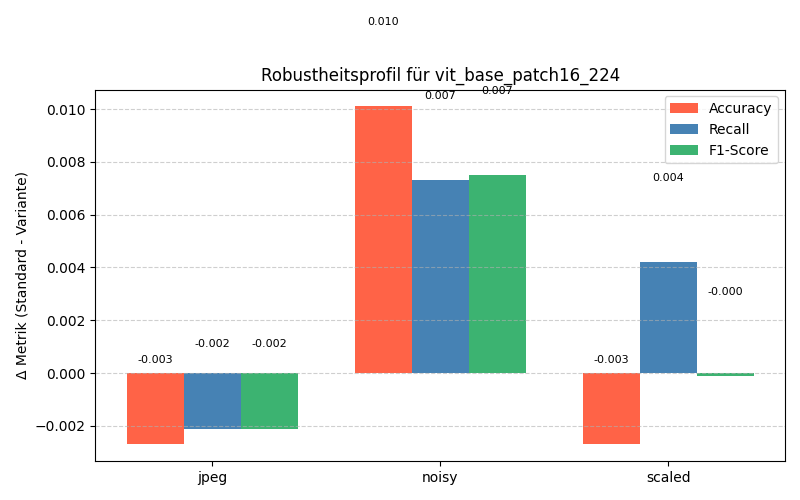 0.010
Robustheitsprofil für vit_base_patch16_224
0.007
0.007
Accuracy
Recall
F1-Score
0.004
-0.000
-0.003
-0.002
-0.002
-0.003
Δ Metrik (Standard - Variante)
0.010
0.008
0.006
0.004
0.002
0.000
−0.002
jpeg
noisy
scaled